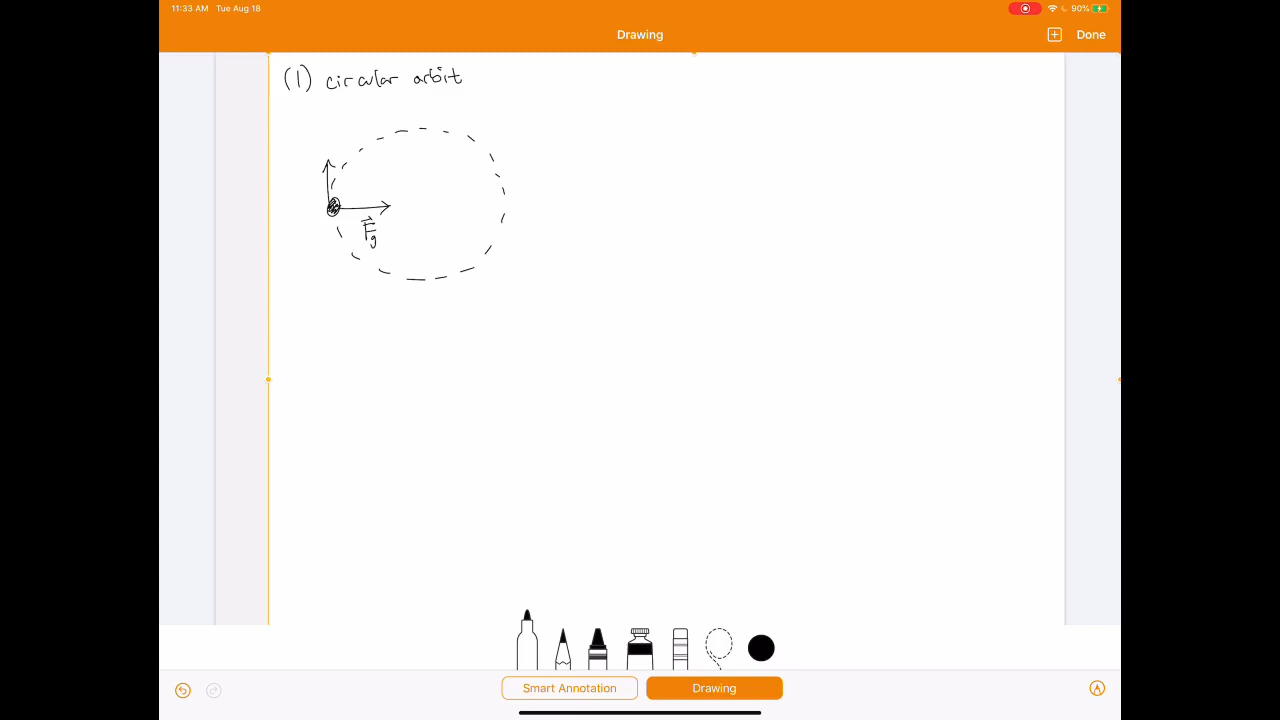 11:33 AM Tue Aug 18
90%
Drawing
Done
(1) circular orbit
F⃗g
Smart Annotation
Drawing